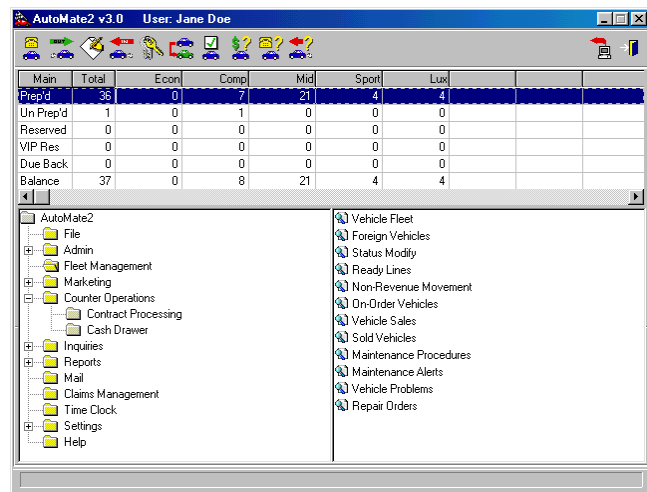 AutoMate2 v3.0 User: Jane Doe
OUT
$? ? ?
Main Total Econ Comp Mid Sport Lux
Prep'd 36 0 7 21 4 4
Un Prep'd 1 0 1 0 0 0
Reserved 0 0 0 0 0 0
VIP Res 0 0 0 0 0 0
Due Back 0 0 0 0 0 0
Balance 37 0 8 21 4 4
AutoMate2
File
Admin
Fleet Management
Marketing
Counter Operations
Contract Processing
Cash Drawer
Inquiries
Reports
Mail
Claims Management
Time Clock
Settings
Help
Vehicle Fleet
Foreign Vehicles
Status Modify
Ready Lines
Non-Revenue Movement
On-Order Vehicles
Vehicle Sales
Sold Vehicles
Maintenance Procedures
Maintenance Alerts
Vehicle Problems
Repair Orders